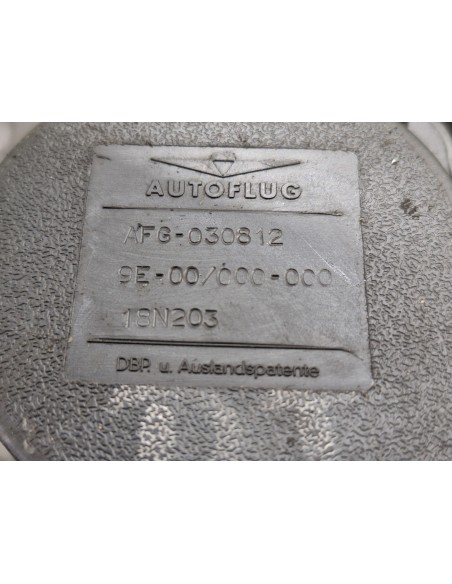 AUTOFLUG
AFG-030812
9E-00/000-000
16N203
DBP. u. Auslandspatente